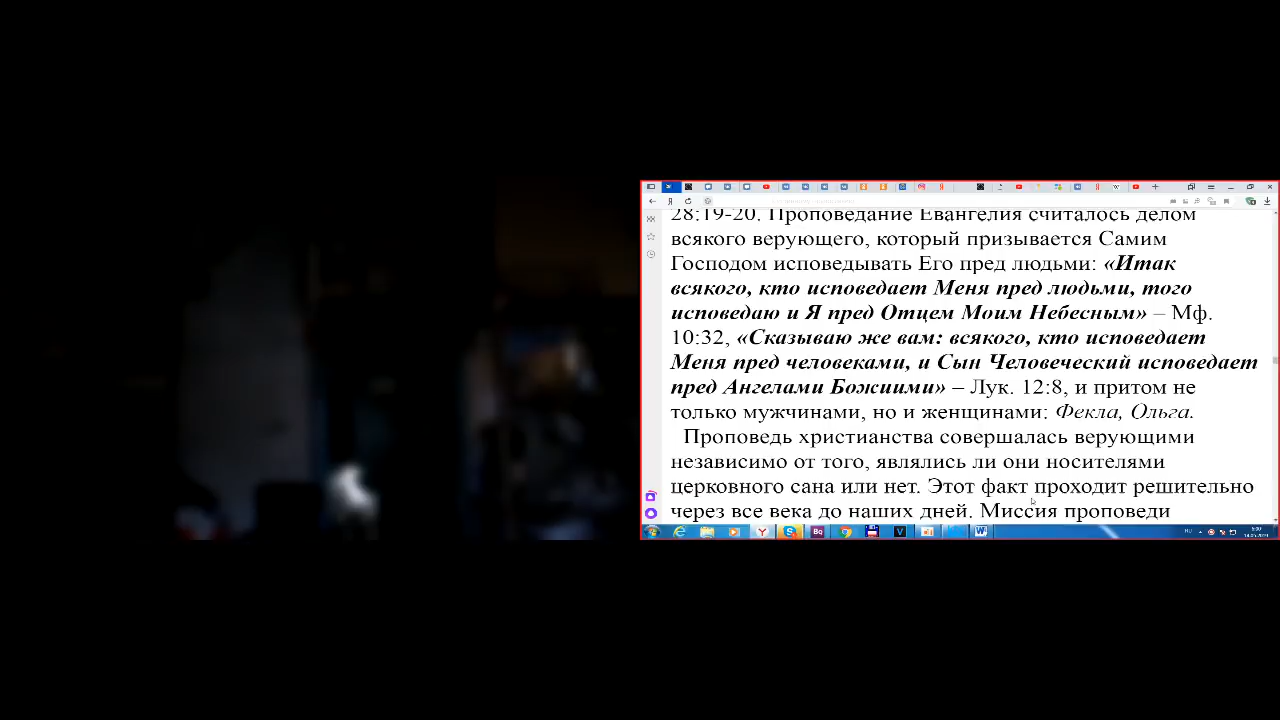 28:19-20. Проповедание Евангелия считалось делом
всякого верующего, который призывается Самим
Господом исповедывать Его пред людьми: «Итак
всякого, кто исповедает Меня пред людьми, того
исповедаю и Я пред Отцем Моим Небесным» – Мф.
10:32, «Сказываю же вам: всякого, кто исповедает
Меня пред человеками, и Сын Человеческий исповедает
пред Ангелами Божиими» – Лук. 12:8, и притом не
только мужчинами, но и женщинами: Фекла, Ольга.
Проповедь христианства совершалась верующими
независимо от того, являлись ли они носителями
церковного сана или нет. Этот факт проходит решительно
через все века до наших дней. Миссия проповеди